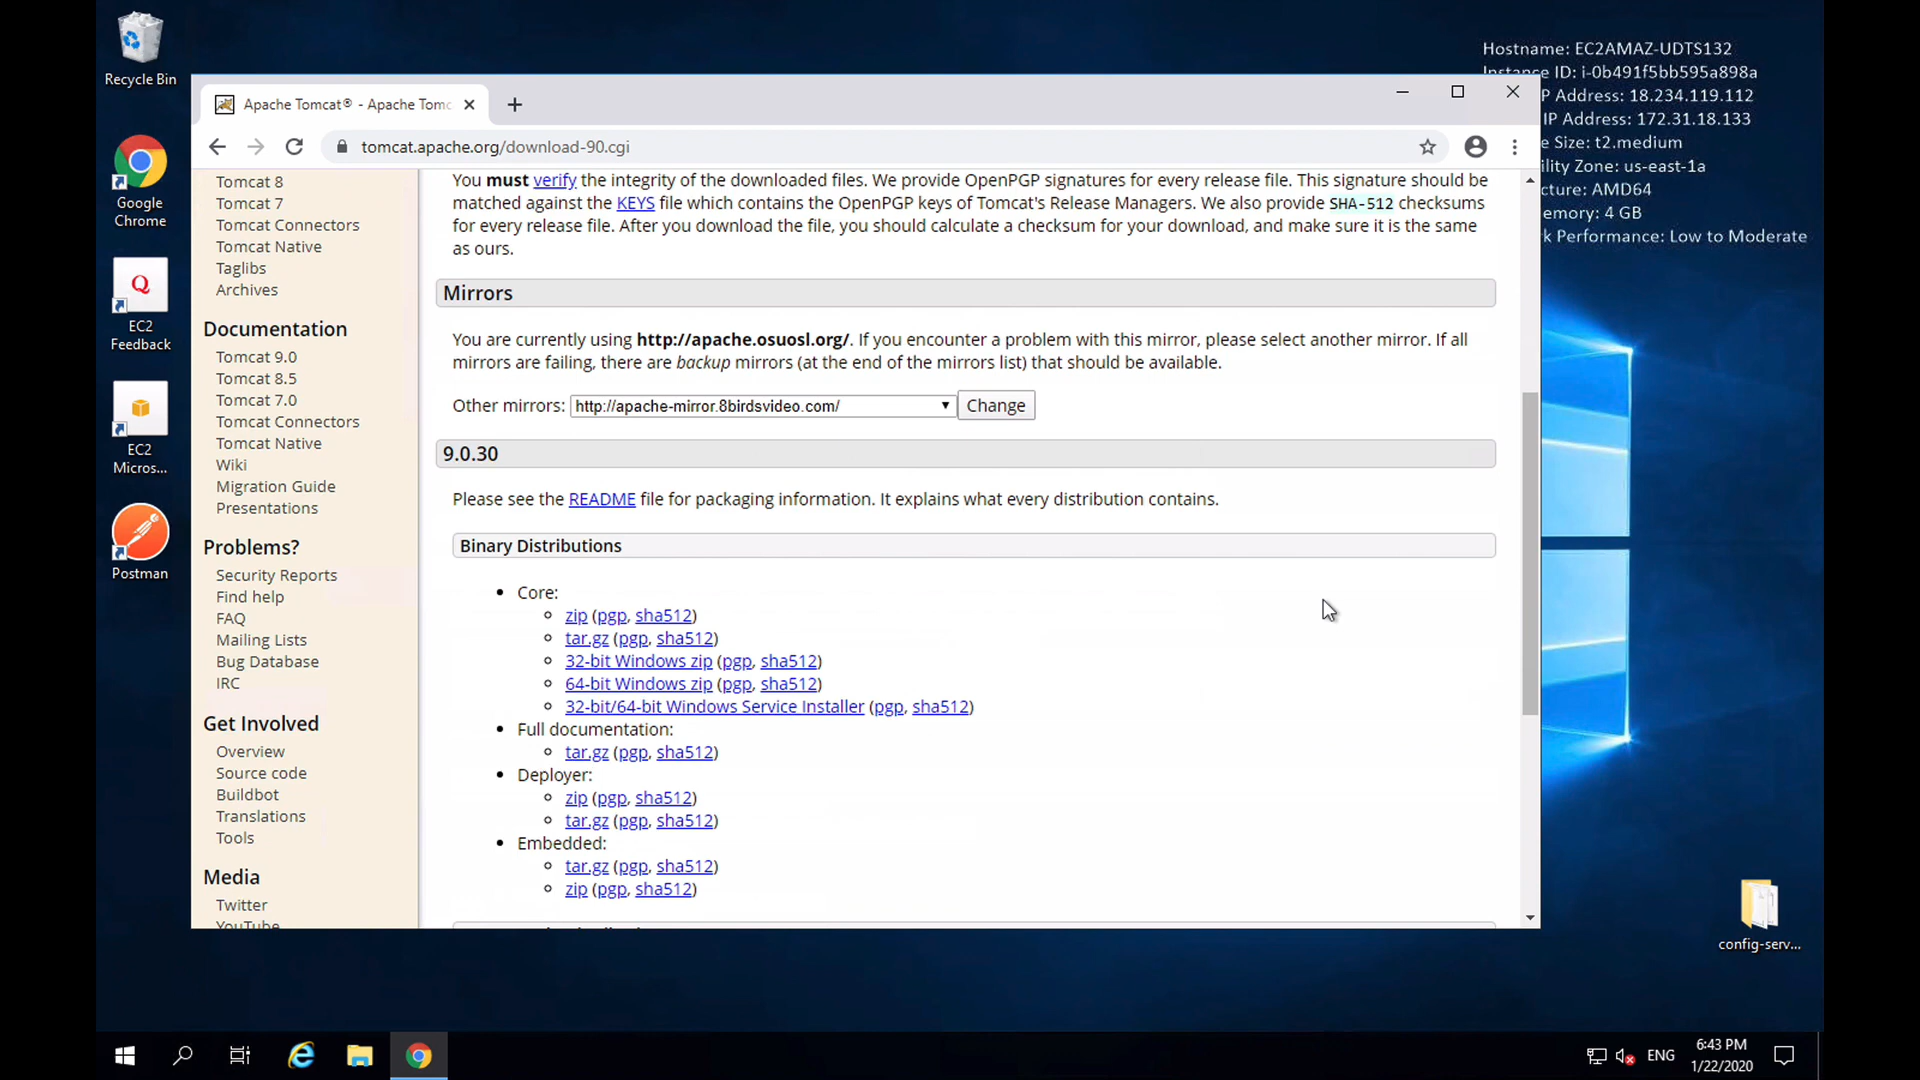 Recycle Bin
Google
Chrome
EC2
Feedback
EC2
Micros...
Postman
Hostname: EC2AMAZ-UDTS132
Instance ID: i-0b491f5bb595a898a
P Address: 18.234.119.112
IP Address: 172.31.18.133
e Size: t2.medium
ility Zone: us-east-1a
cture: AMD64
emory: 4 GB
k Performance: Low to Moderate
Apache Tomcat® - Apache Tomc
tomcat.apache.org/download-90.cgi
Tomcat 8
Tomcat 7
Tomcat Connectors
Tomcat Native
Taglibs
Archives
Documentation
Tomcat 9.0
Tomcat 8.5
Tomcat 7.0
Tomcat Connectors
Tomcat Native
Wiki
Migration Guide
Presentations
Problems?
Security Reports
Find help
FAQ
Mailing Lists
Bug Database
IRC
Get Involved
Overview
Source code
Buildbot
Translations
Tools
Media
Twitter
YouTube
You must verify the integrity of the downloaded files. We provide OpenPGP signatures for every release file. This signature should be
matched against the KEYS file which contains the OpenPGP keys of Tomcat's Release Managers. We also provide SHA-512 checksums
for every release file. After you download the file, you should calculate a checksum for your download, and make sure it is the same
as ours.
Mirrors
You are currently using http://apache.osuosl.org/. If you encounter a problem with this mirror, please select another mirror. If all
mirrors are failing, there are backup mirrors (at the end of the mirrors list) that should be available.
Other mirrors: http://apache-mirror.8birdsvideo.com/ Change
9.0.30
Please see the README file for packaging information. It explains what every distribution contains.
Binary Distributions
Core:
zip (pgp, sha512)
tar.gz (pgp, sha512)
32-bit Windows zip (pgp, sha512)
64-bit Windows zip (pgp, sha512)
32-bit/64-bit Windows Service Installer (pgp, sha512)
Full documentation:
tar.gz (pgp, sha512)
Deployer:
zip (pgp, sha512)
tar.gz (pgp, sha512)
Embedded:
tar.gz (pgp, sha512)
zip (pgp, sha512)
config-serv...
ENG
6:43 PM
1/22/2020